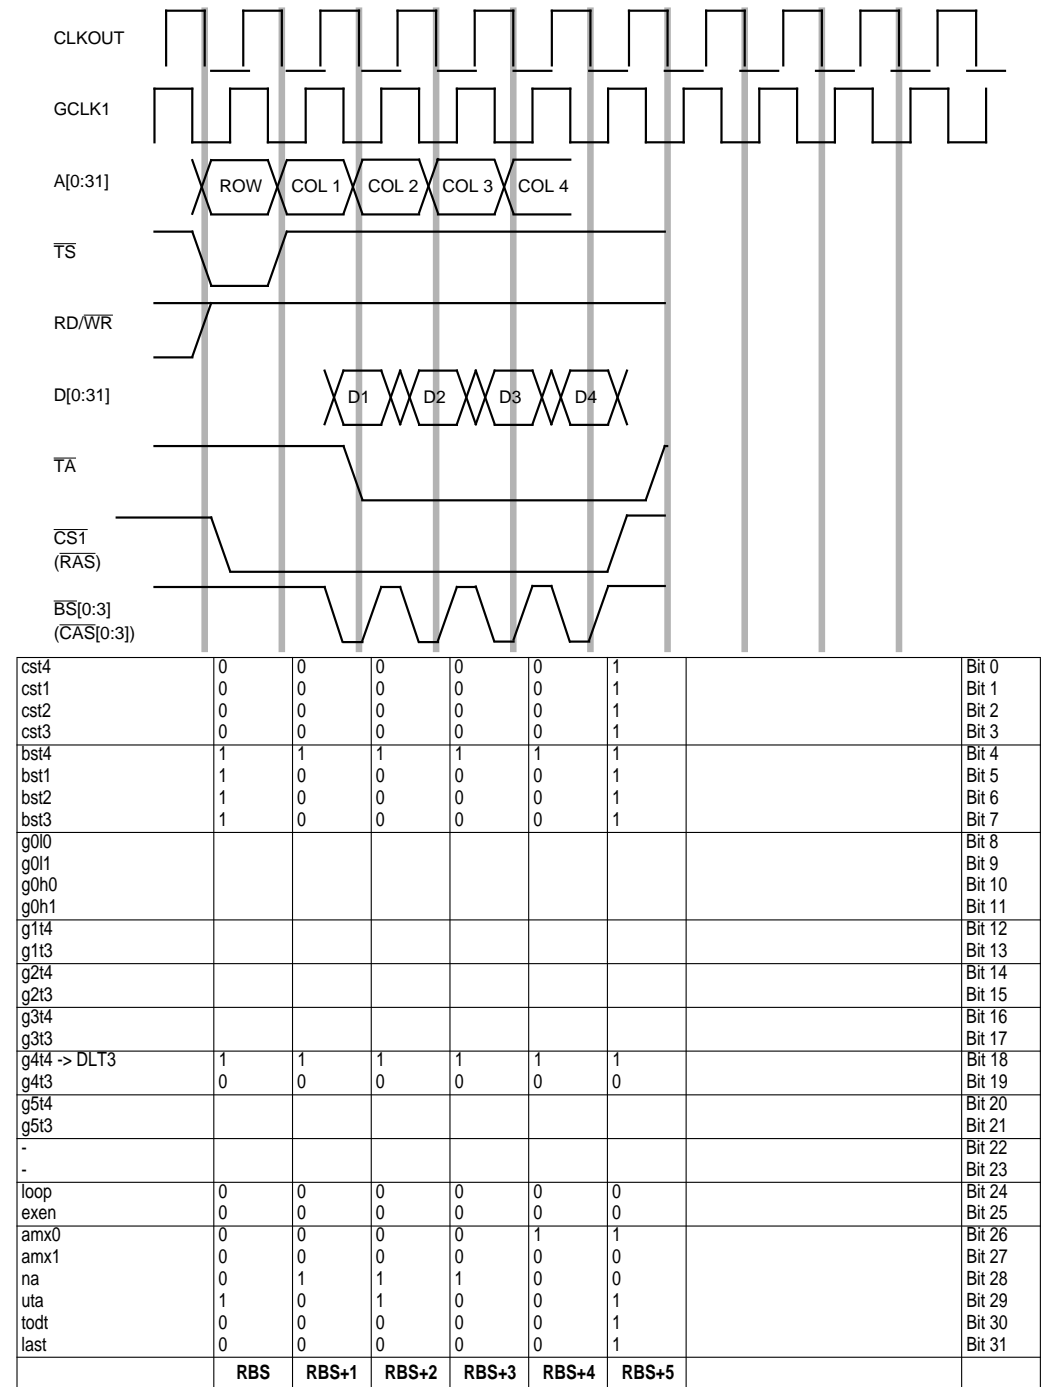 CLKOUT
GCLK1
A[0:31] ROW COL 1 COL 2 COL 3 COL 4
TS
RD/WR
D[0:31] D1 D2 D3 D4
TA
CS1
(RAS)
BS[0:3]
(CAS[0:3])
cst4 0 0 0 0 0 1 Bit 0
cst1 0 0 0 0 0 1 Bit 1
cst2 0 0 0 0 0 1 Bit 2
cst3 0 0 0 0 0 1 Bit 3
bst4 1 1 1 1 1 1 Bit 4
bst1 1 0 0 0 0 1 Bit 5
bst2 1 0 0 0 0 1 Bit 6
bst3 1 0 0 0 0 1 Bit 7
g0l0 Bit 8
g0l1 Bit 9
g0h0 Bit 10
g0h1 Bit 11
g1t4 Bit 12
g1t3 Bit 13
g2t4 Bit 14
g2t3 Bit 15
g3t4 Bit 16
g3t3 Bit 17
g4t4 -> DLT3 1 1 1 1 1 1 Bit 18
g4t3 0 0 0 0 0 0 Bit 19
g5t4 Bit 20
g5t3 Bit 21
- Bit 22
- Bit 23
loop 0 0 0 0 0 0 Bit 24
exen 0 0 0 0 0 0 Bit 25
amx0 0 0 0 0 1 1 Bit 26
amx1 0 0 0 0 0 0 Bit 27
na 0 1 1 1 0 0 Bit 28
uta 1 0 1 0 0 1 Bit 29
todt 0 0 0 0 0 1 Bit 30
last 0 0 0 0 0 1 Bit 31
RBS RBS+1 RBS+2 RBS+3 RBS+4 RBS+5